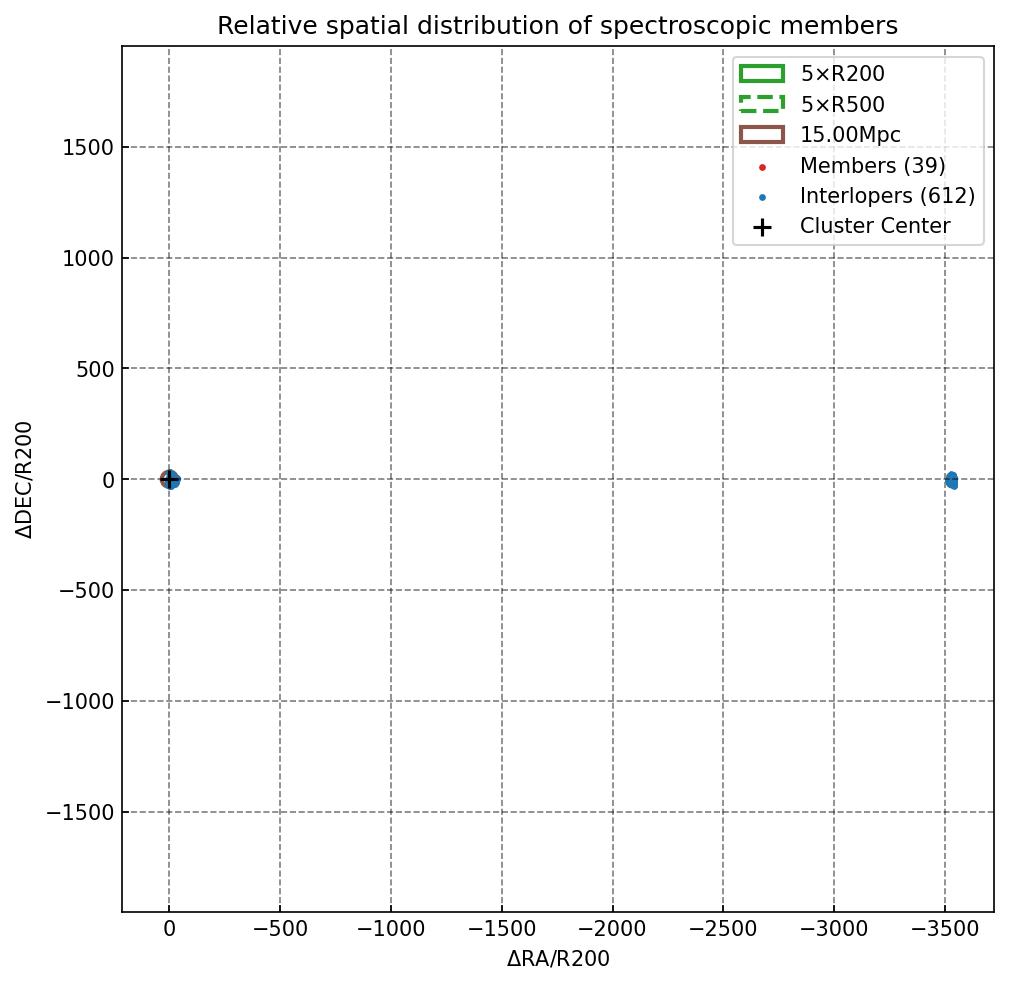 Relative spatial distribution of spectroscopic members
5×R200
5×R500
15.00Mpc
Members (39)
Interlopers (612)
Cluster Center
1500
1000
500
0
−500
−1000
−1500
ΔDEC/R200
0 −500 −1000 −1500 −2000 −2500 −3000 −3500
ΔRA/R200